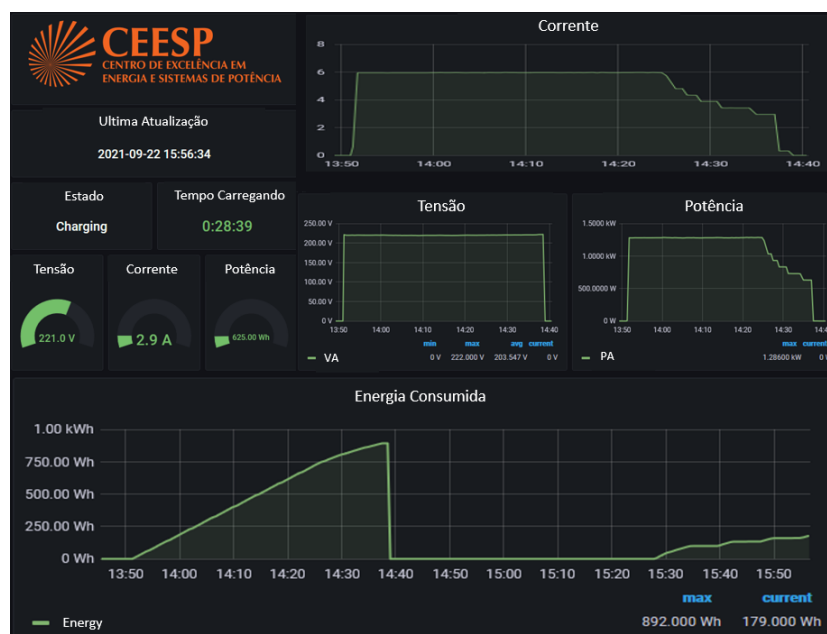 CEESP
CENTRO DE EXCELÊNCIA EM
ENERGIA E SISTEMAS DE POTÊNCIA
Ultima Atualização
2021-09-22 15:56:34
Estado
Charging
Tempo Carregando
0:28:39
Tensão
221.0 V
Corrente
2.9 A
Potência
625.00 Wh
Corrente
8
6
4
2
0
13:50 14:00 14:10 14:20 14:30 14:40
Tensão
250.00 V
200.00 V
150.00 V
100.00 V
50.00 V
0 V
13:50 14:00 14:10 14:20 14:30 14:40
min max avg current
VA 0 V 222.000 V 203.547 V 0 V
Potência
1.5000 kW
1.0000 kW
500.0000 W
0 W
13:50 14:00 14:10 14:20 14:30 14:4
max current
PA 1.28600 kW 0
Energia Consumida
1.00 kWh
750.00 Wh
500.00 Wh
250.00 Wh
0 Wh
13:50 14:00 14:10 14:20 14:30 14:40 14:50 15:00 15:10 15:20 15:30 15:40 15:50
max current
Energy 892.000 Wh 179.000 Wh